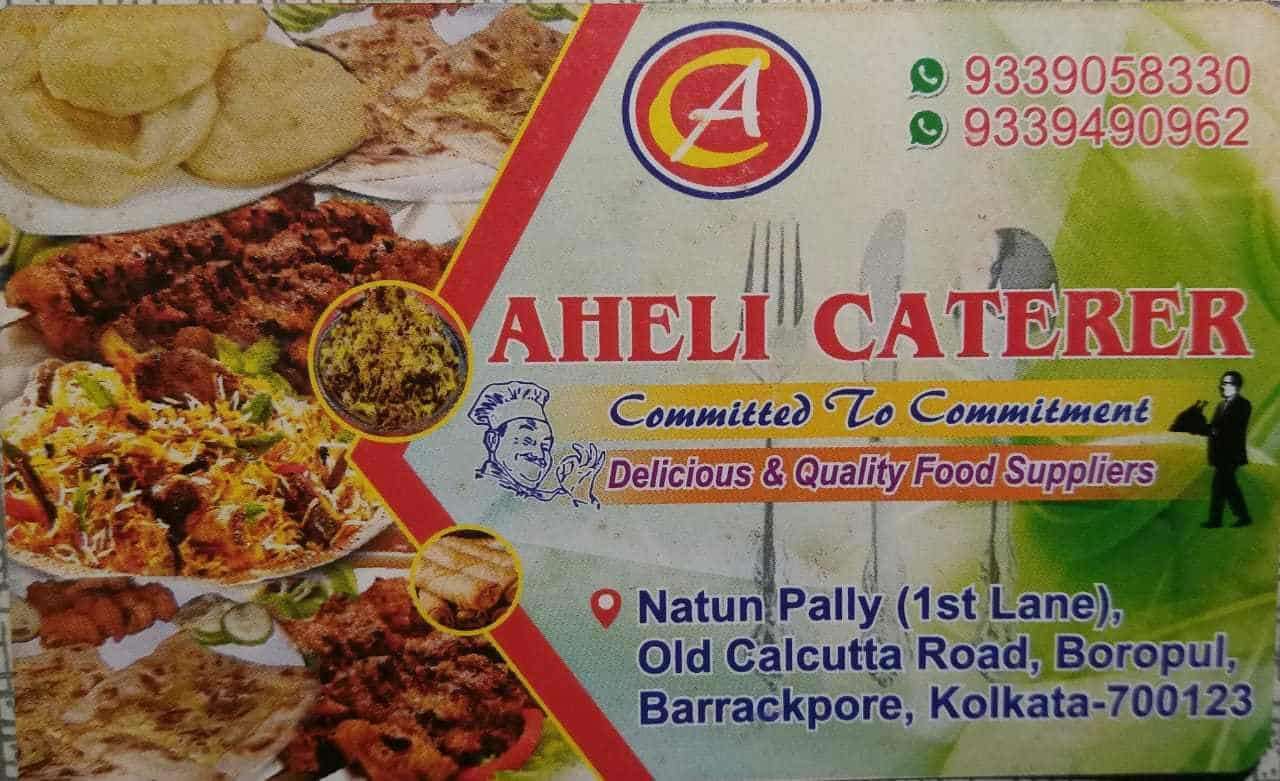 CA
9339058330
9339490962
AHELI CATERER
Committed To Commitment
Delicious & Quality Food Suppliers
Natun Pally (1st Lane),
Old Calcutta Road, Boropul,
Barrackpore, Kolkata-700123